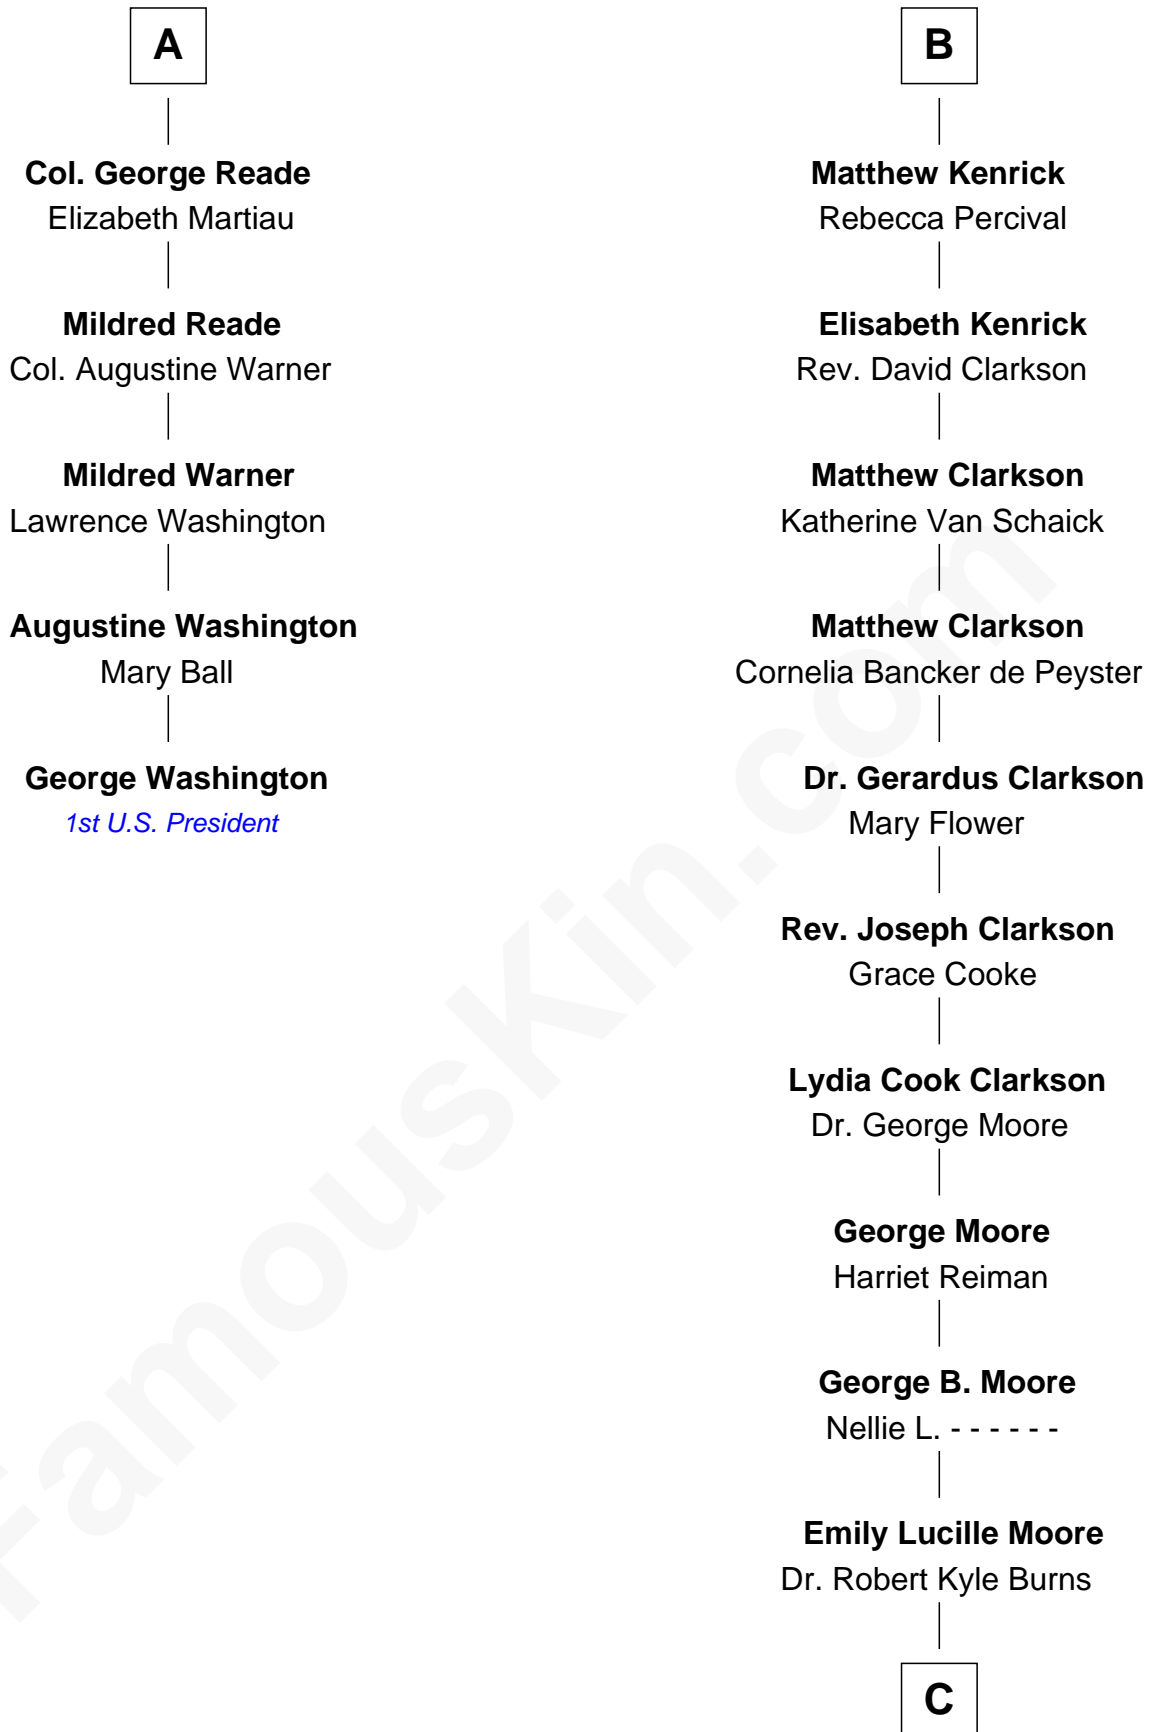 A
Col. George Reade
Elizabeth Martiau
Mildred Reade
Col. Augustine Warner
Mildred Warner
Lawrence Washington
Augustine Washington
Mary Ball
George Washington
1st U.S. President
B
Matthew Kenrick
Rebecca Percival
Elisabeth Kenrick
Rev. David Clarkson
Matthew Clarkson
Katherine Van Schaick
Matthew Clarkson
Cornelia Bancker de Peyster
Dr. Gerardus Clarkson
Mary Flower
Rev. Joseph Clarkson
Grace Cooke
Lydia Cook Clarkson
Dr. George Moore
George Moore
Harriet Reiman
George B. Moore
Nellie L. - - - - - -
Emily Lucille Moore
Dr. Robert Kyle Burns
C
FamousKin.com